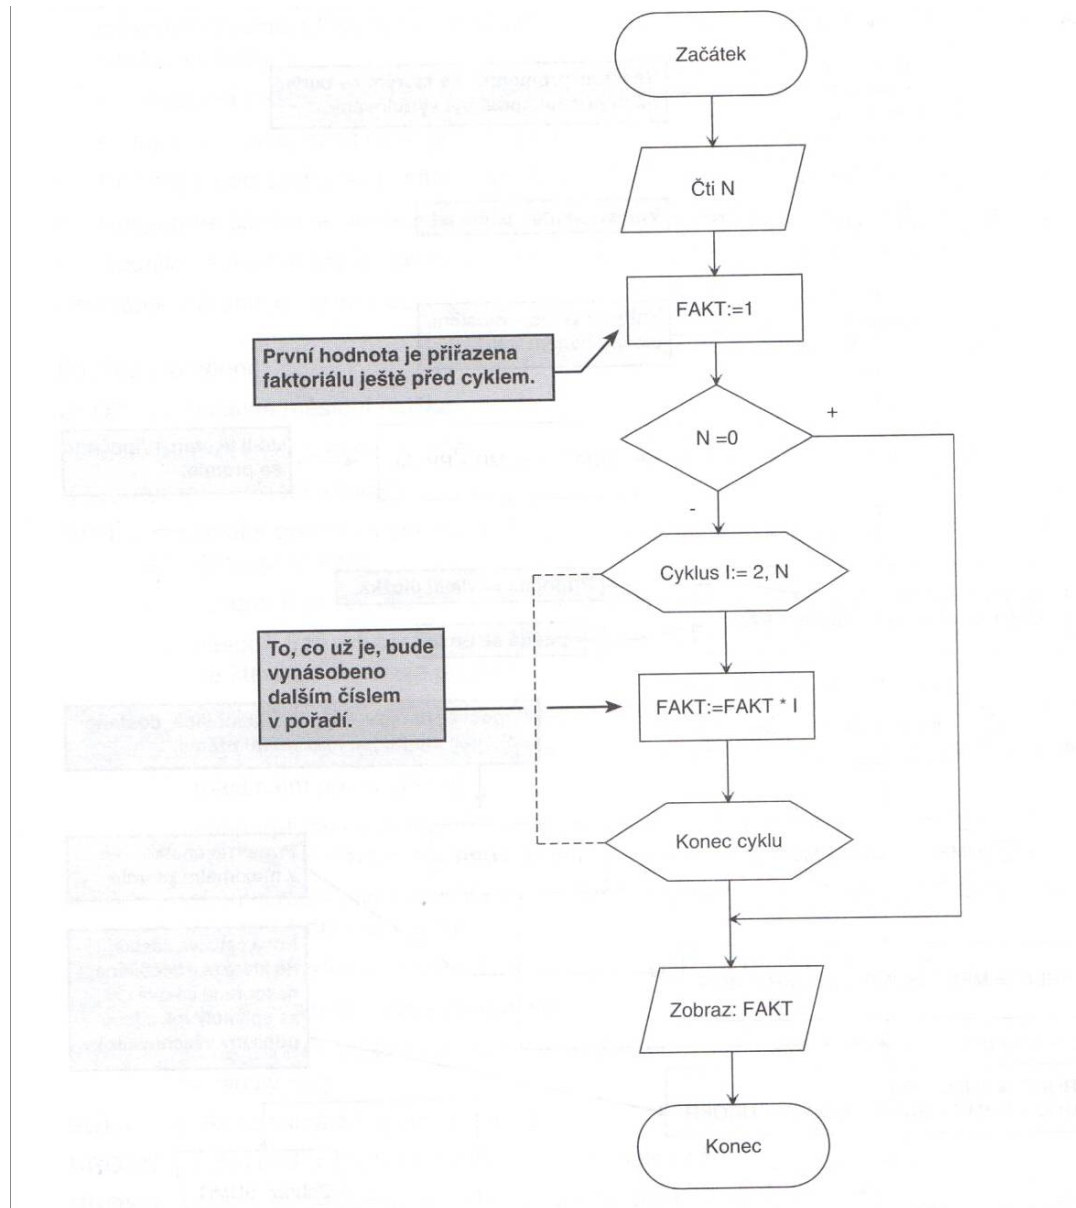 Začátek
Čti N
FAKT:=1
První hodnota je přiřazena
faktoriálu ještě před cyklem.
N =0
+
-
Cyklus I:= 2, N
To, co už je, bude
vynásobeno
dalším číslem
v pořadí.
FAKT:=FAKT * I
Konec cyklu
Zobraz: FAKT
Konec